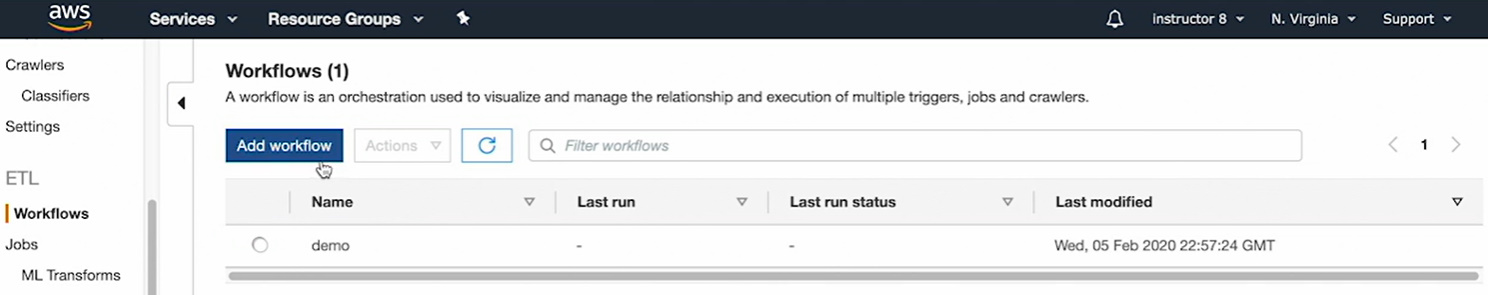 aws Services Resource Groups instructor 8 N. Virginia Support
Crawlers
Classifiers
Settings
ETL
Workflows
Jobs
ML Transforms
Workflows (1)
A workflow is an orchestration used to visualize and manage the relationship and execution of multiple triggers, jobs and crawlers.
Add workflow Actions Filter workflows 1
Name Last run Last run status Last modified
demo - - Wed, 05 Feb 2020 22:57:24 GMT